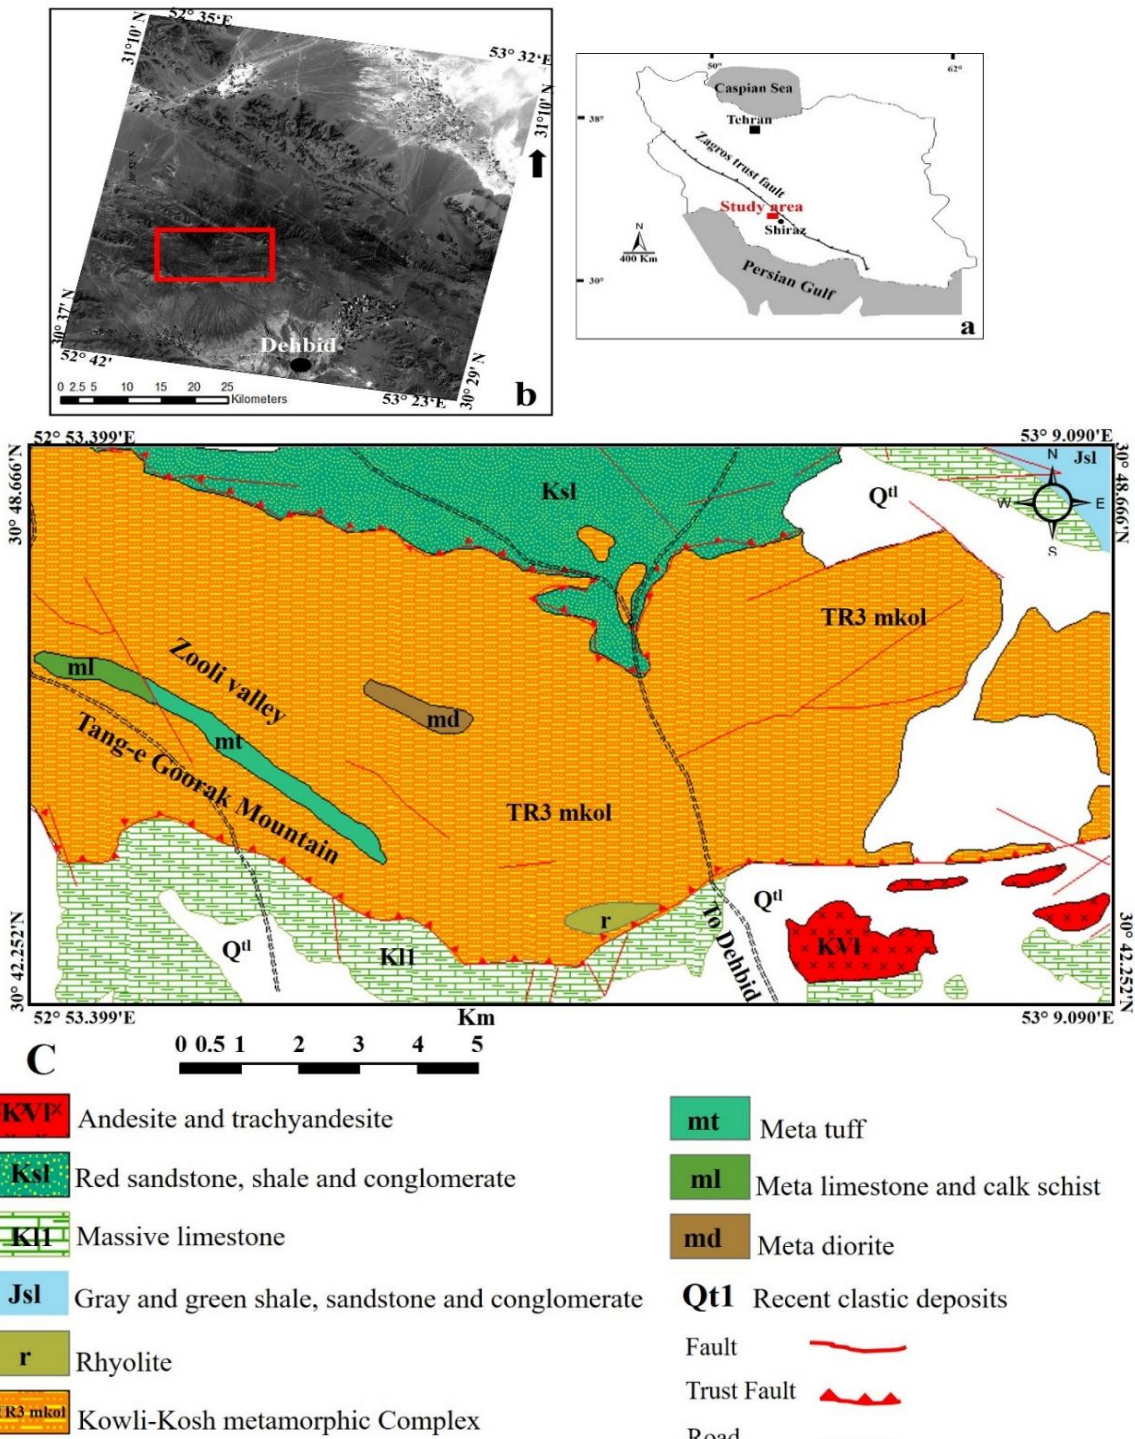 52° 35'E
31°10' N
53° 32'E
31°10' N
30° 37' N
52° 42'
Dehbid
53° 23'E
30° 29' N
0 2.5 5 10 15 20 25
Kilometers
b
50°
62°
38°
30°
Caspian Sea
Tehran
Zagros trust fault
Study area
Shiraz
N
400 Km
Persian Gulf
a
52° 53.399'E
53° 9.090'E
30° 48.666'N
30° 48.666'N
Ksl
Qtl
Jsl
N
W
E
S
TR3 mkol
Zooli valley
ml
md
mt
Tang-e Goorak Mountain
TR3 mkol
r
Qtl
To Dehbid
Qtl
Kl1
KVl
30° 42.252'N
30° 42.252'N
52° 53.399'E
Km
53° 9.090'E
C
0 0.5 1 2 3 4 5
KVl Andesite and trachyandesite
Ksl Red sandstone, shale and conglomerate
Kl1 Massive limestone
Jsl Gray and green shale, sandstone and conglomerate
r Rhyolite
TR3 mkol Kowli-Kosh metamorphic Complex
mt Meta tuff
ml Meta limestone and calk schist
md Meta diorite
Qt1 Recent clastic deposits
Fault
Trust Fault
Road